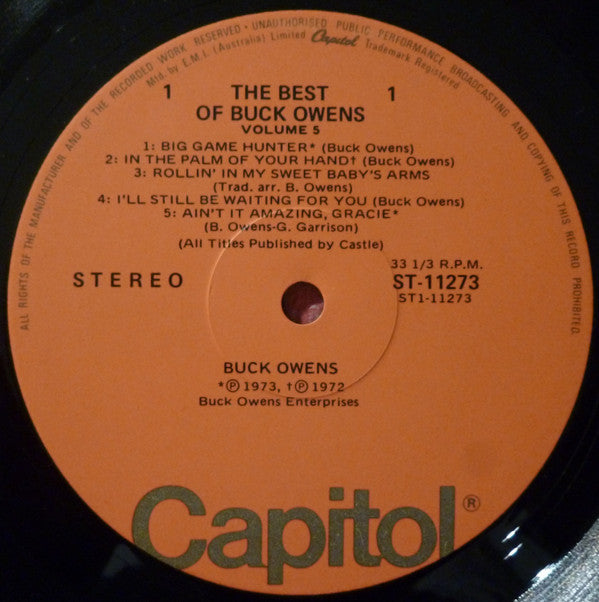 ALL RIGHTS OF THE MANUFACTURER AND OF THE RECORDED WORK RESERVED · UNAUTHORISED PUBLIC PERFORMANCE BROADCASTING AND COPYING OF THIS RECORD PROHIBITED.
Mfd. by E.M.I. (Australia) Limited Capitol Trademark Registered
1 THE BEST 1
OF BUCK OWENS
VOLUME 5
1: BIG GAME HUNTER* (Buck Owens)
2: IN THE PALM OF YOUR HAND† (Buck Owens)
3: ROLLIN' IN MY SWEET BABY'S ARMS
(Trad. arr. B. Owens)
4: I'LL STILL BE WAITING FOR YOU (Buck Owens)
5: AIN'T IT AMAZING, GRACIE*
(B. Owens-G. Garrison)
(All Titles Published by Castle)
33 1/3 R.P.M.
STEREO ST-11273
ST1-11273
BUCK OWENS
*Ⓟ1973, †Ⓟ1972
Buck Owens Enterprises
Capitol®